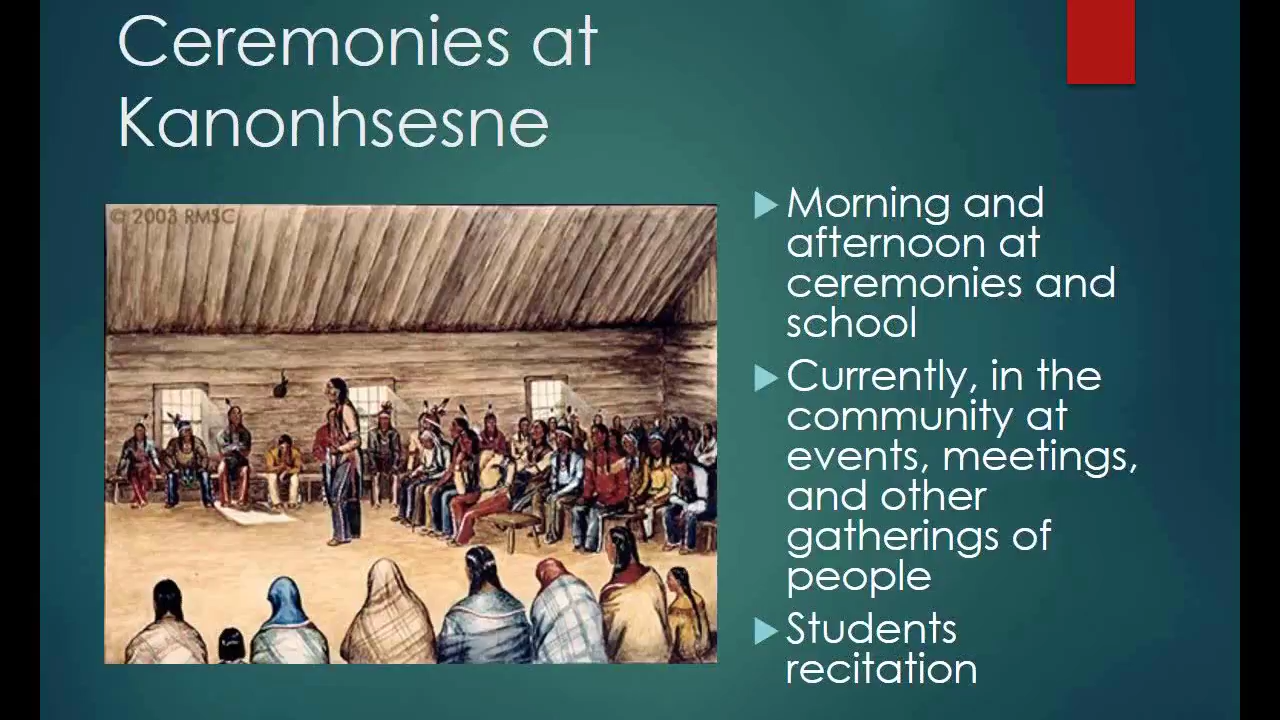 Ceremonies at
Kanonhsesne
© 2003 RMSC
Morning and
afternoon at
ceremonies and
school
Currently, in the
community at
events, meetings,
and other
gatherings of
people
Students
recitation